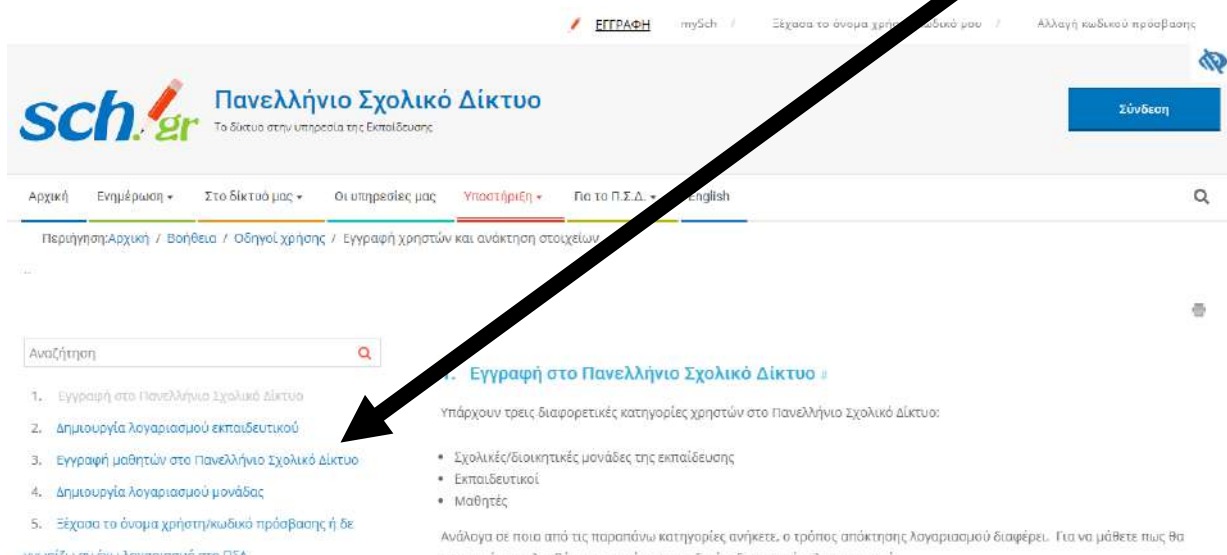 ΕΓΓΡΑΦΗ mySch / Ξέχασα το όνομα μου / Αλλαγή κωδικού πρόσβασης
sch.gr
Πανελλήνιο Σχολικό Δίκτυο
Το δίκτυο στην υπηρεσία της Εκπαίδευσης
Σύνδεση
Αρχική Ενημέρωση Στο δίκτυό μας Οι υπηρεσίες μας Υποστήριξη Για το Π.Σ.Δ. English
Περιήγηση:Αρχική / Βοήθεια / Οδηγοί χρήσης / Εγγραφή χρηστών και ανάκτηση στοιχείων
Αναζήτηση
1. Εγγραφή στο Πανελλήνιο Σχολικό Δίκτυο
2. Δημιουργία λογαριασμού εκπαιδευτικού
3. Εγγραφή μαθητών στο Πανελλήνιο Σχολικό Δίκτυο
4. Δημιουργία λογαριασμού μονάδας
5. Ξέχασα το όνομα χρήστη/κωδικό πρόσβασης ή δε
Εγγραφή στο Πανελλήνιο Σχολικό Δίκτυο #
Υπάρχουν τρεις διαφορετικές κατηγορίες χρηστών στο Πανελλήνιο Σχολικό Δίκτυο:
• Σχολικές/διοικητικές μονάδες της εκπαίδευσης
• Εκπαιδευτικοί
• Μαθητές
Ανάλογα σε ποια από τις παραπάνω κατηγορίες ανήκετε, ο τρόπος απόκτησης λογαριασμού διαφέρει. Για να μάθετε πως θα